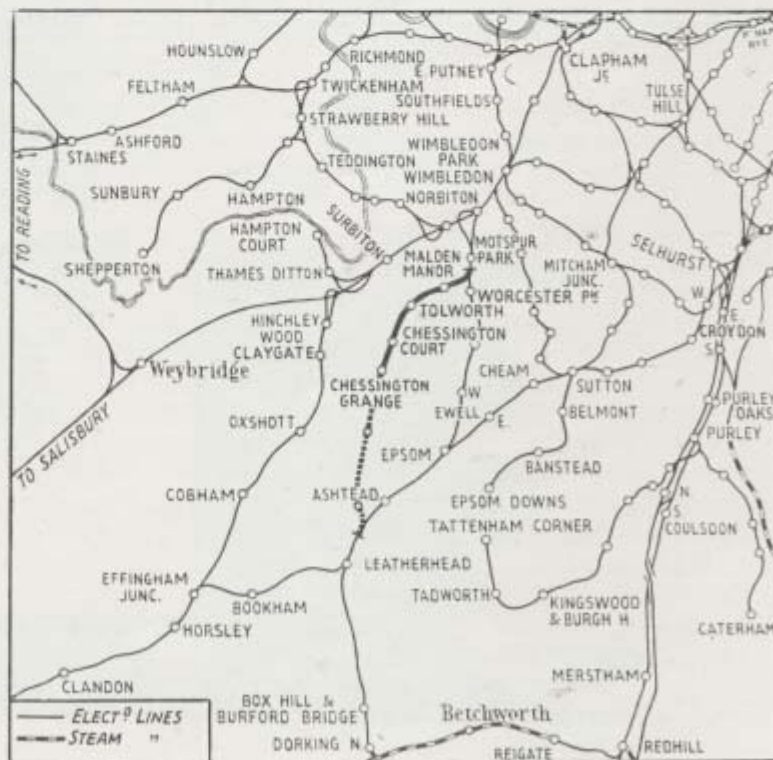 HOUNSLOW
RICHMOND
E PUTNEY
CLAPHAM
JC.
FELTHAM
TWICKENHAM
SOUTHFIELDS
TULSE
HILL
STRAWBERRY HILL
ASHFORD
STAINES
WIMBLEDON
PARK
TEDDINGTON
WIMBLEDON
SUNBURY
HAMPTON
NORBITON
TO READING
HAMPTON
COURT
SURBITON
SHEPPERTON
THAMES DITTON
MALDEN
MANOR
MOTSPUR
PARK
MITCHAM
JUNC.
SELHURST
WORCESTER PK.
W.
TOLWORTH
E.
HINCHLEY
WOOD
CHESSINGTON
COURT
CROYDON
S.
CLAYGATE
Weybridge
CHEAM
SUTTON
CHESSINGTON
GRANGE
W
EWELL
E.
BELMONT
PURLEY
OAKS
OXSHOTT
PURLEY
TO SALISBURY
EPSOM
BANSTEAD
COBHAM
ASHTEAD
EPSOM DOWNS
N
S
COULSDON
TATTENHAM CORNER
LEATHERHEAD
EFFINGHAM
JUNC.
BOOKHAM
TADWORTH
KINGSWOOD
& BURGH H.
CATERHAM
HORSLEY
CLANDON
MERSTHAM
BOX HILL &
BURFORD BRIDGE
Betchworth
ELECTD LINES
STEAM "
DORKING N
REIGATE
REDHILL